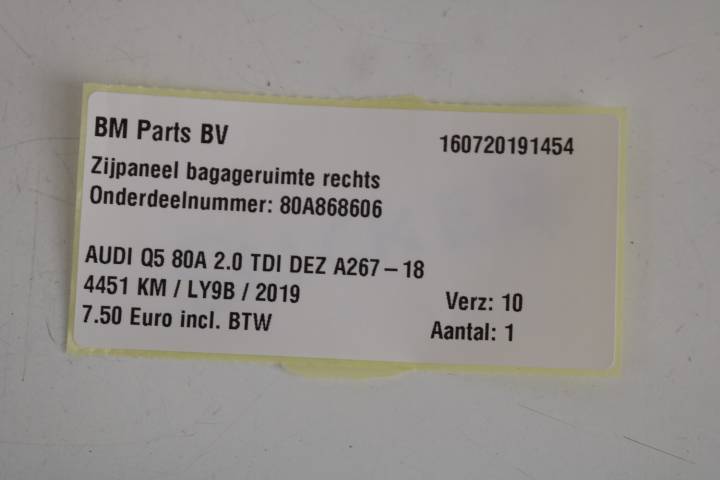 BM Parts BV 160720191454
Zijpaneel bagageruimte rechts
Onderdeelnummer: 80A868606
AUDI Q5 80A 2.0 TDI DEZ A267 – 18
4451 KM / LY9B / 2019 Verz: 10
7.50 Euro incl. BTW Aantal: 1